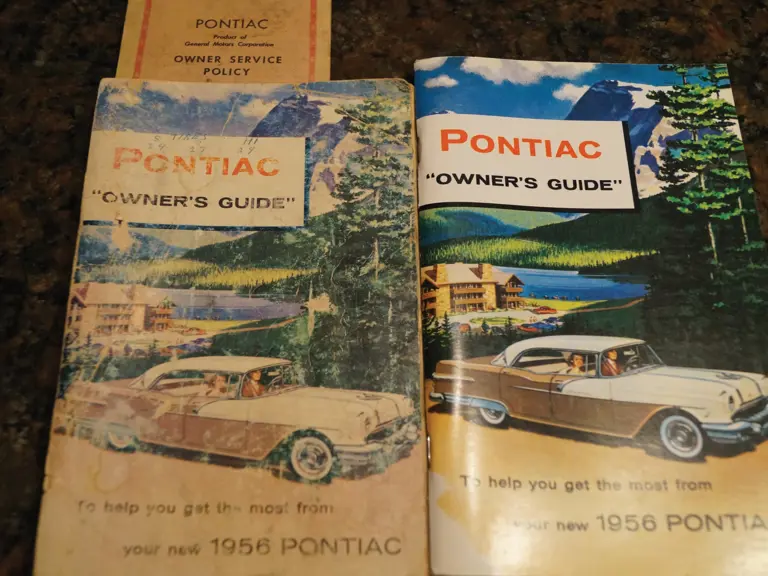 PONTIAC
Product of
General Motors Corporation
OWNER SERVICE
POLICY
PONTIAC
"OWNER'S GUIDE"
To help you get the most from
your new 1956 PONTIAC
PONTIAC
"OWNER'S GUIDE"
To help you get the most from
your new 1956 PONTIA